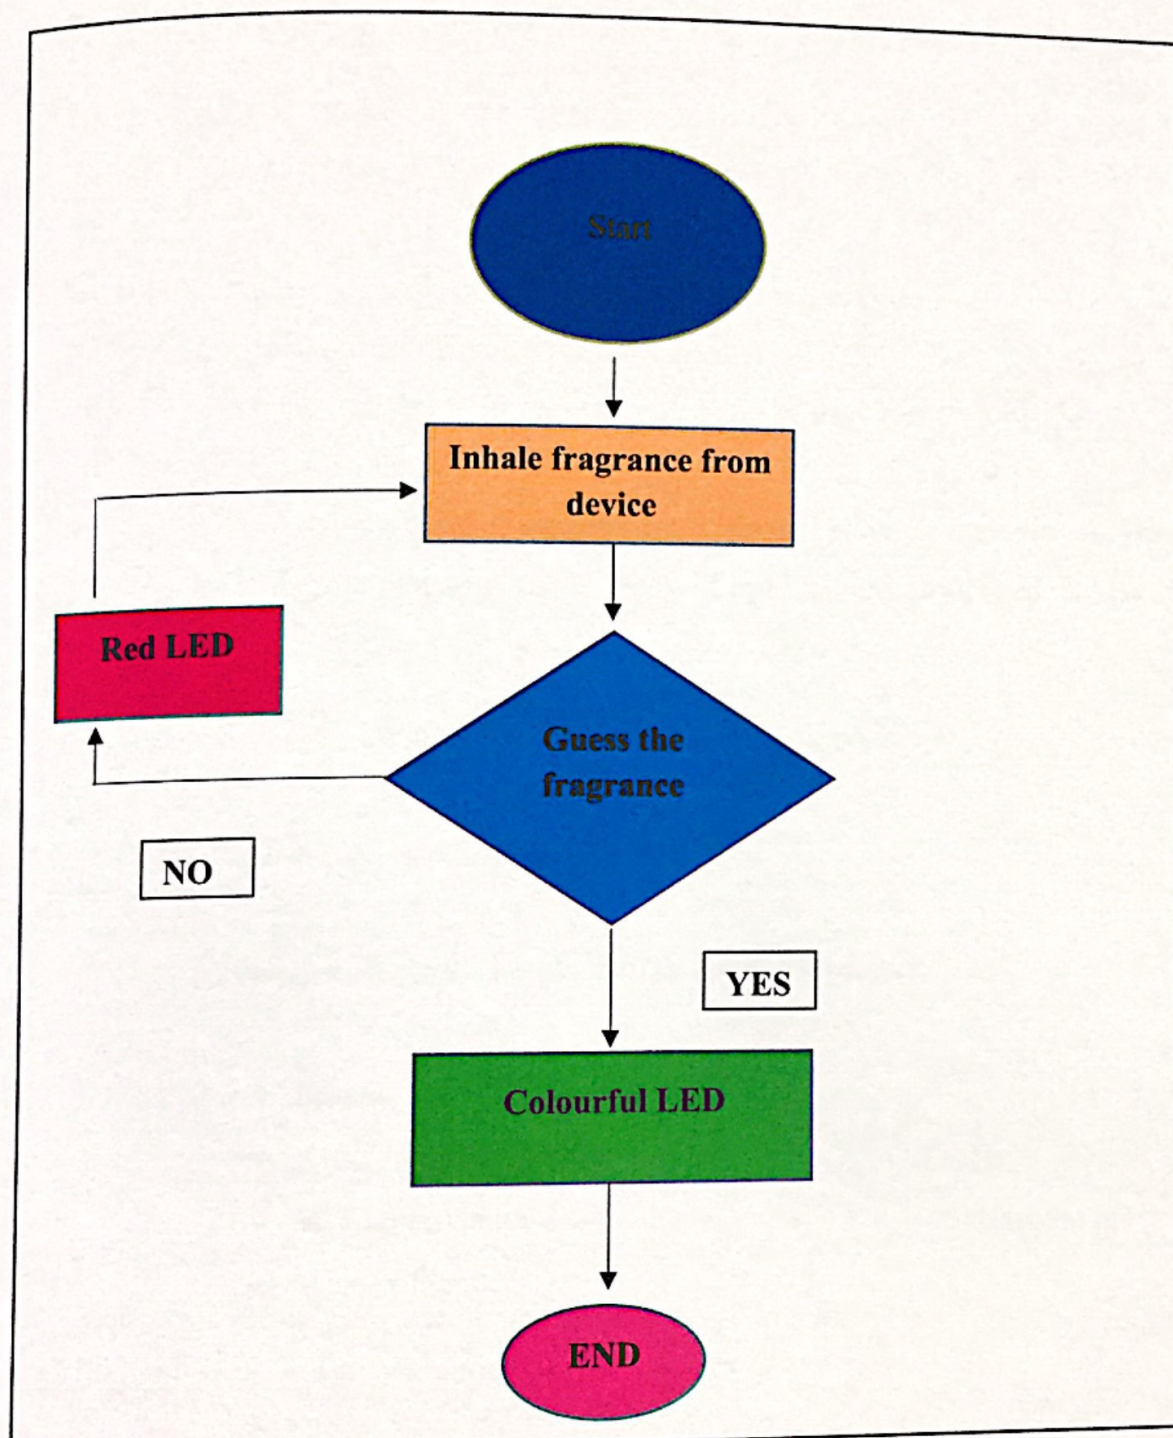 Start
Inhale fragrance from
device
Red LED
Guess the
fragrance
NO
YES
Colourful LED
END